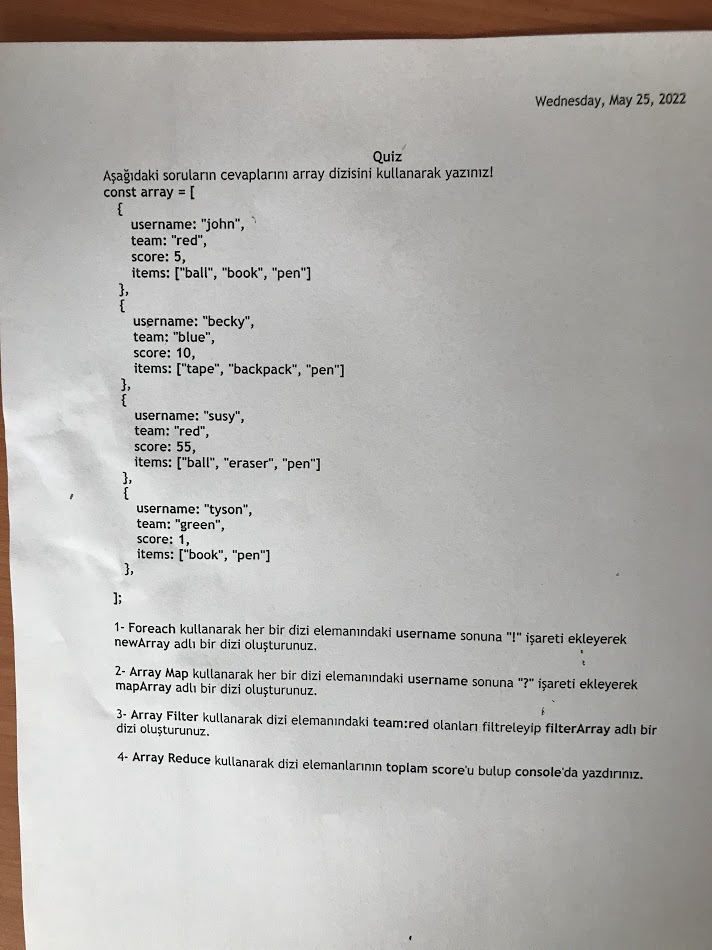 Wednesday, May 25, 2022
Quiz
Aşağıdaki soruların cevaplarını array dizisini kullanarak yazınız!
const array = [
{
username: "john",
team: "red",
score: 5,
items: ["ball", "book", "pen"]
},
{
username: "becky",
team: "blue",
score: 10,
items: ["tape", "backpack", "pen"]
},
{
username: "susy",
team: "red",
score: 55,
items: ["ball", "eraser", "pen"]
},
{
username: "tyson",
team: "green",
score: 1,
items: ["book", "pen"]
},
];
1- Foreach kullanarak her bir dizi elemanındaki username sonuna "!" işareti ekleyerek
newArray adlı bir dizi oluşturunuz.
2- Array Map kullanarak her bir dizi elemanındaki username sonuna "?" işareti ekleyerek
mapArray adlı bir dizi oluşturunuz.
3- Array Filter kullanarak dizi elemanındaki team:red olanları filtreleyip filterArray adlı bir
dizi oluşturunuz.
4- Array Reduce kullanarak dizi elemanlarının toplam score'u bulup console'da yazdırınız.